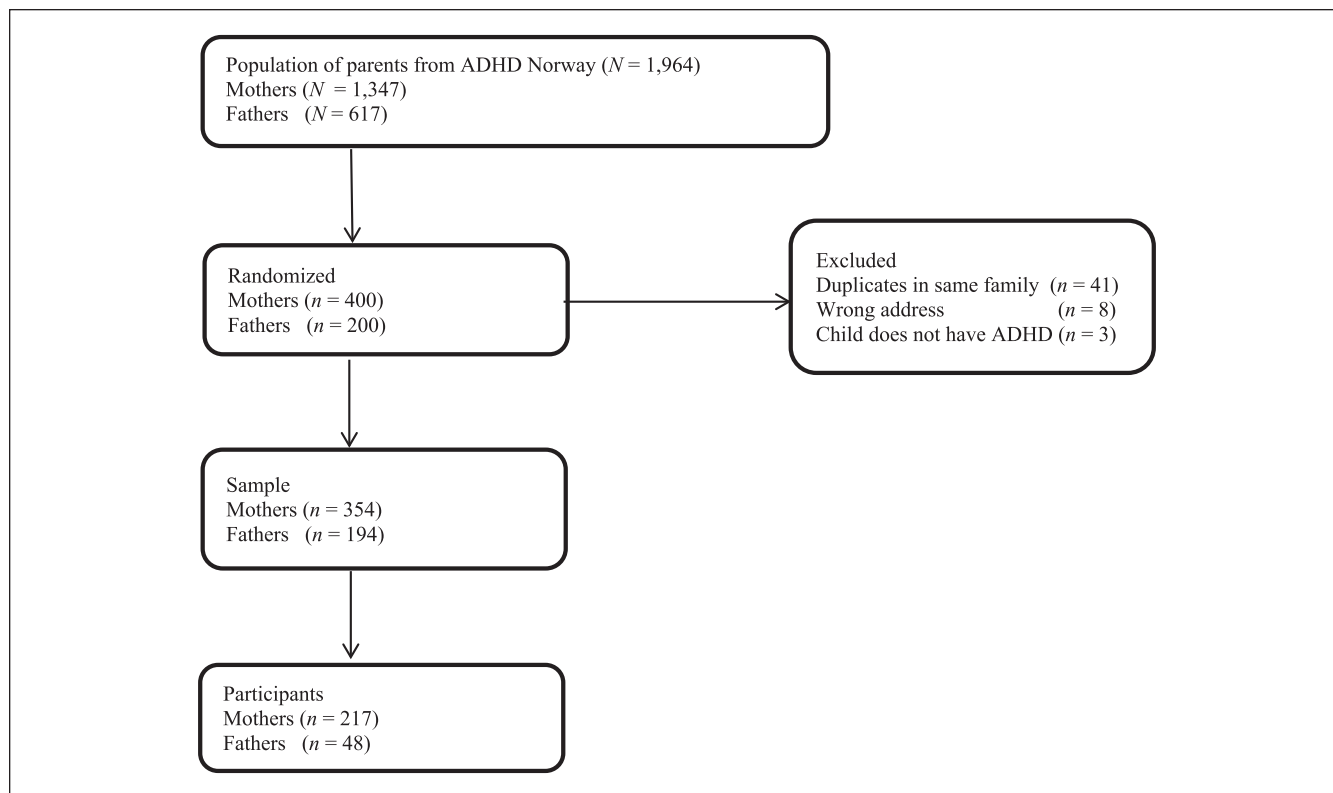 Population of parents from ADHD Norway (N = 1,964)
Mothers (N = 1,347)
Fathers (N = 617)
Randomized
Mothers (n = 400)
Fathers (n = 200)
Excluded
Duplicates in same family (n = 41)
Wrong address (n = 8)
Child does not have ADHD (n = 3)
Sample
Mothers (n = 354)
Fathers (n = 194)
Participants
Mothers (n = 217)
Fathers (n = 48)